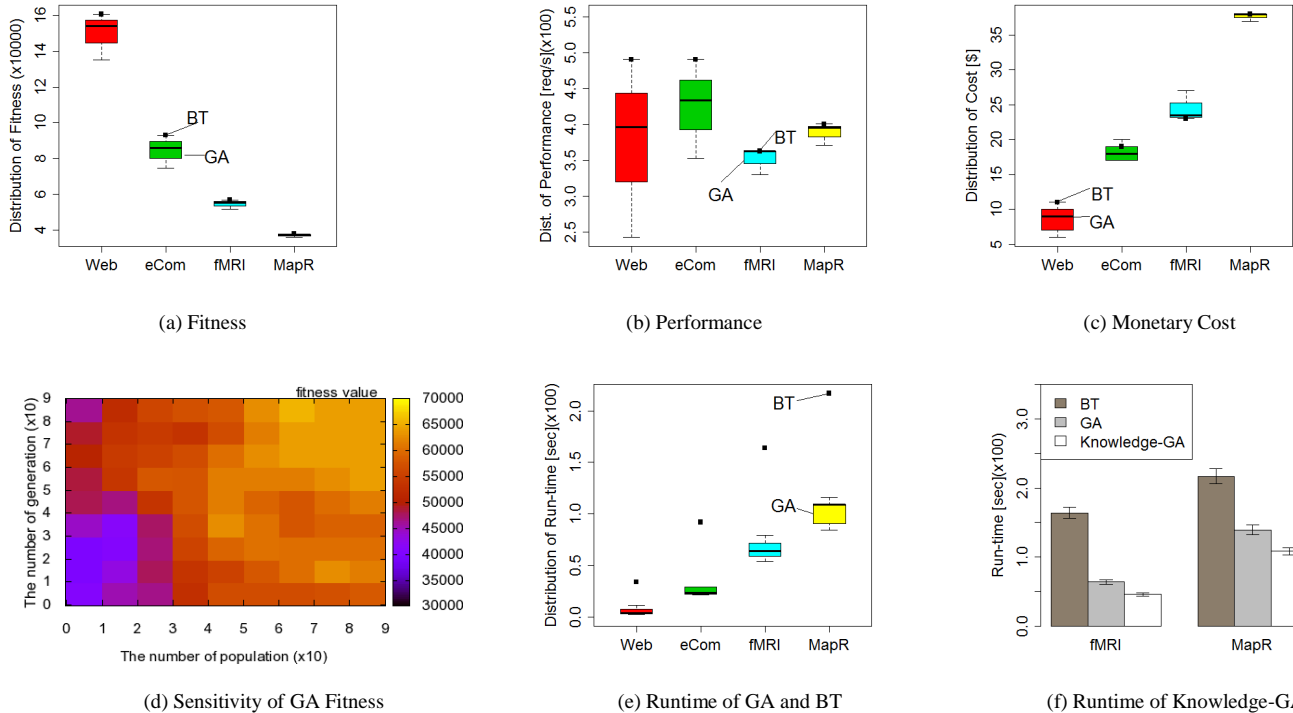 Distribution of Fitness (x10000)
16
14
12
10
8
6
4
BT
GA
Web eCom fMRI MapR
(a) Fitness
Dist. of Performance [req/s](x100)
5.5
5.0
4.5
4.0
3.5
3.0
2.5
BT
GA
Web eCom fMRI MapR
(b) Performance
Distribution of Cost [$]
35
30
25
20
15
10
5
BT
GA
Web eCom fMRI MapR
(c) Monetary Cost
fitness value
The number of generation (x10)
9
8
7
6
5
4
3
2
1
0
0 1 2 3 4 5 6 7 8 9
The number of population (x10)
70000
65000
60000
55000
50000
45000
40000
35000
30000
(d) Sensitivity of GA Fitness
Distribution of Run-time [sec](x100)
2.0
1.5
1.0
0.5
0.0
BT
GA
Web eCom fMRI MapR
(e) Runtime of GA and BT
Run-time [sec](x100)
3.0
2.0
1.0
0.0
BT
GA
Knowledge-GA
fMRI MapR
(f) Runtime of Knowledge-GA